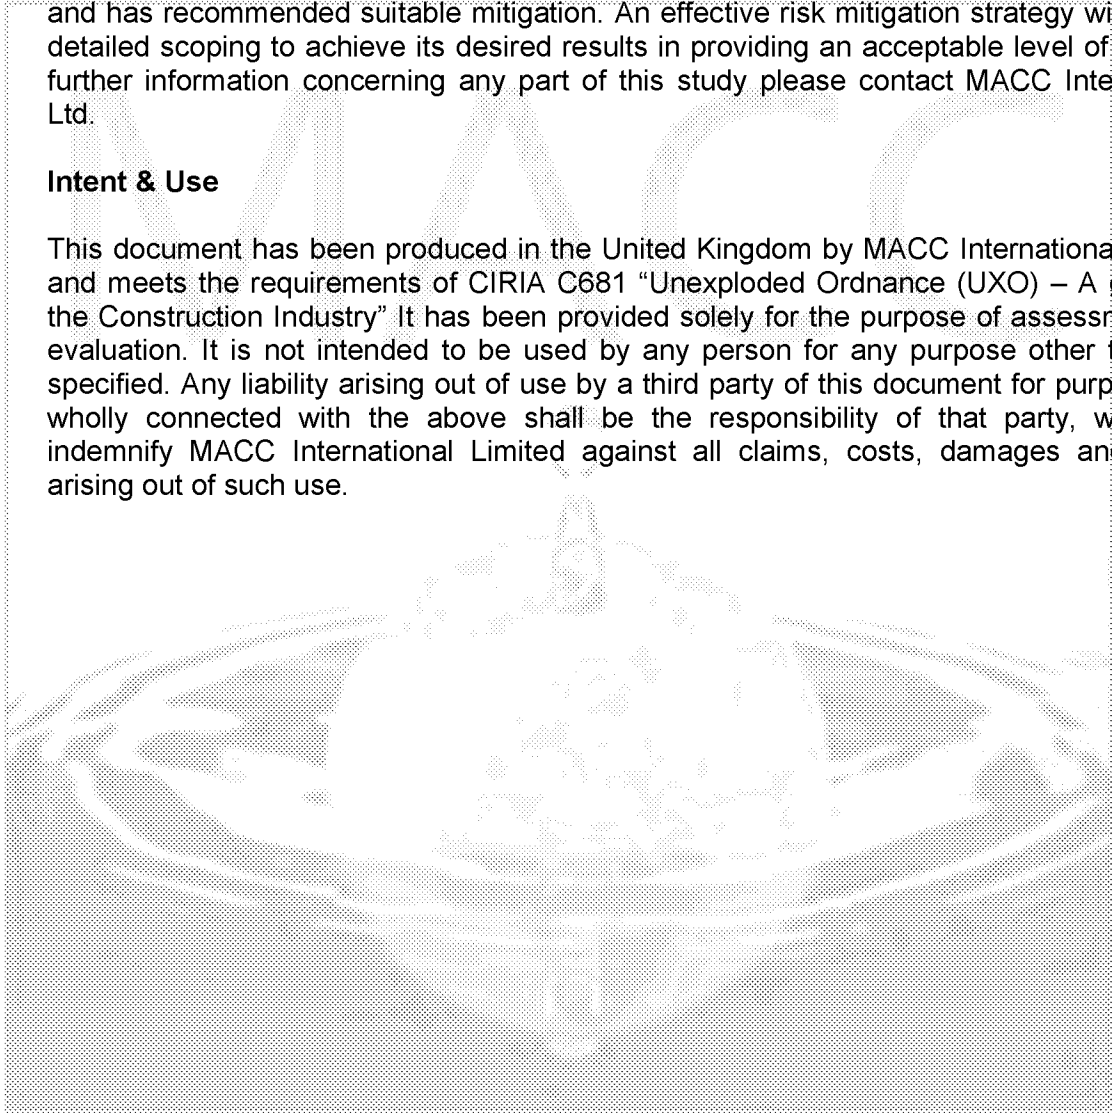 and has recommended suitable mitigation. An effective risk mitigation strategy
detailed scoping to achieve its desired results in providing an acceptable level of
further information concerning any part of this study please contact MACC
Ltd.
MACC
Intent & Use
This document has been produced in the United Kingdom by MACC
and meets the requirements of CIRIA C681 “Unexploded Ordnance (UXO) – A
the Construction Industry” It has been provided solely for the purpose of
evaluation. It is not intended to be used by any person for any purpose other
specified. Any liability arising out of use by a third party of this document for
wholly connected with the above shall be the responsibility of that party,
indemnify MACC International Limited against all claims, costs, damages
arising out of such use.